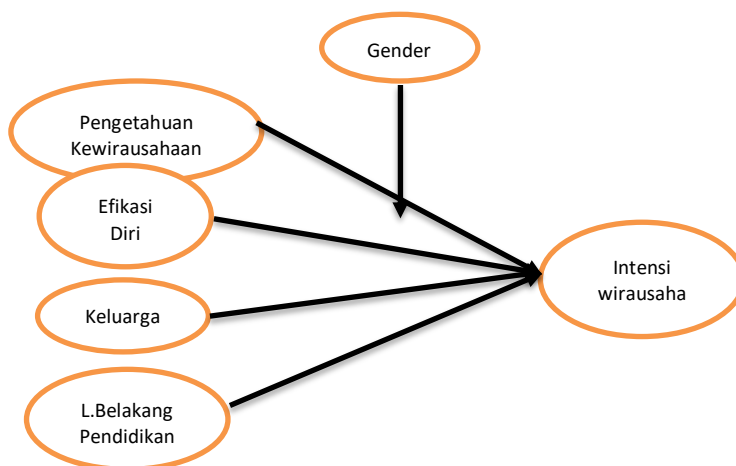 Gender
Pengetahuan
Kewirausahaan
Efikasi
Diri
Intensi
wirausaha
Keluarga
L.Belakang
Pendidikan